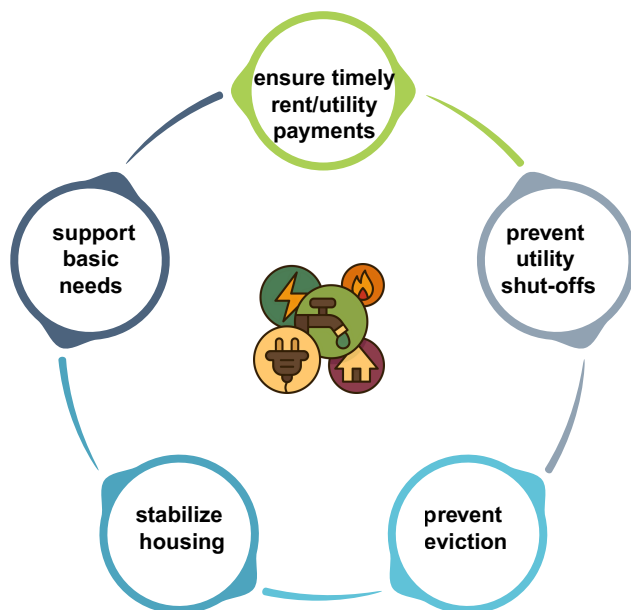 ensure timely
rent/utility
payments
prevent
utility
shut-offs
prevent
eviction
stabilize
housing
support
basic
needs